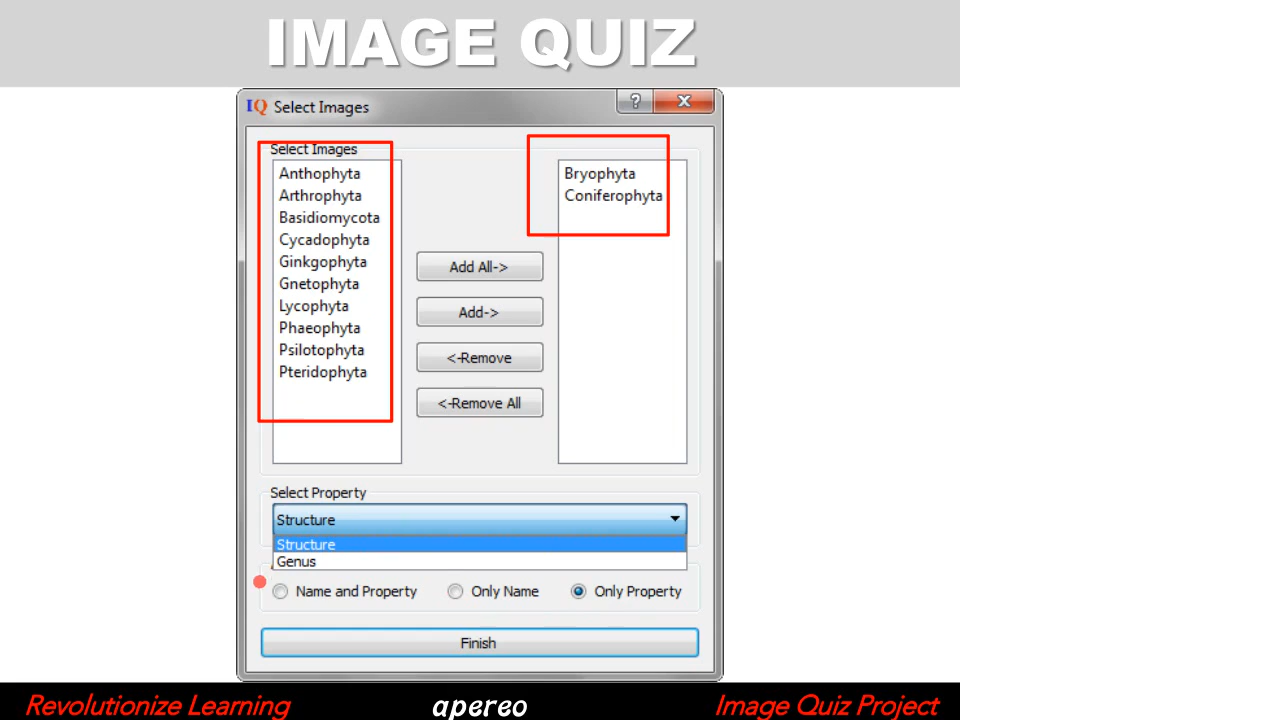 IMAGE QUIZ
IQ Select Images
?
Select Images
Anthophyta
Arthrophyta
Basidiomycota
Cycadophyta
Ginkgophyta
Gnetophyta
Lycophyta
Phaeophyta
Psilotophyta
Pteridophyta
Add All->
Add->
<-Remove
<-Remove All
Bryophyta
Coniferophyta
Select Property
Structure
Structure
Genus
Name and Property Only Name Only Property
Finish
Revolutionize Learning apereo Image Quiz Project